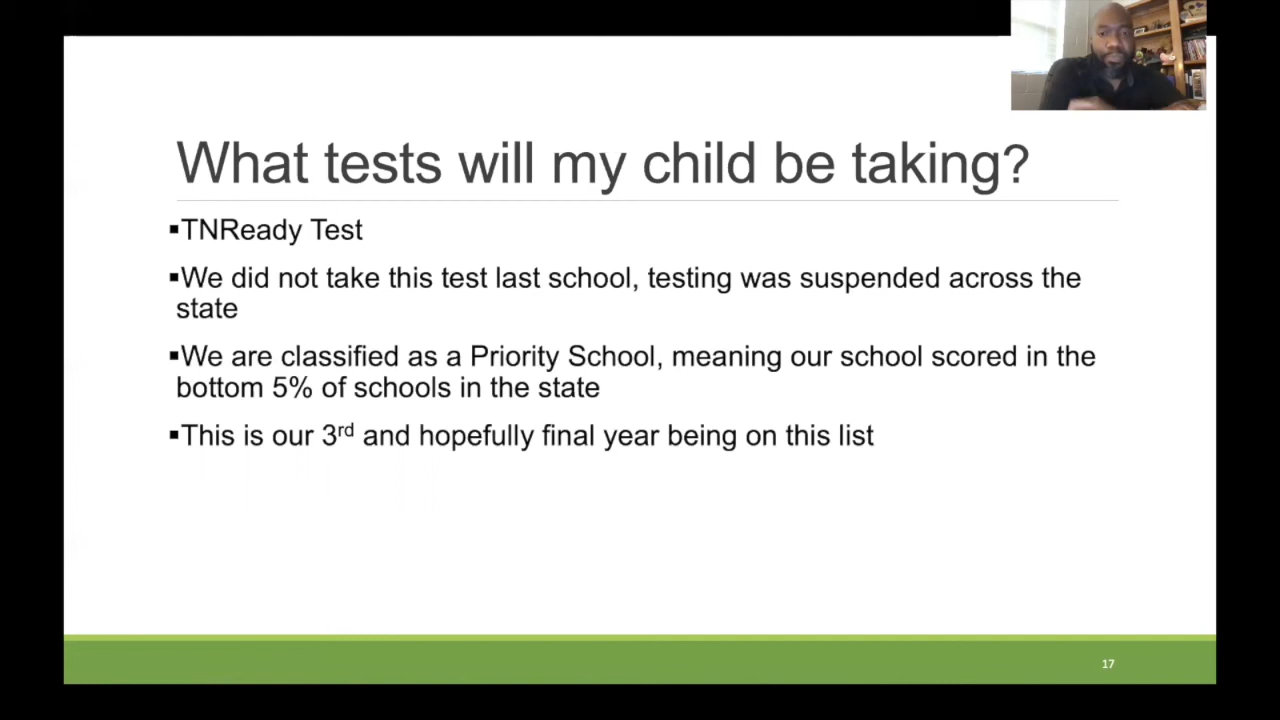 What tests will my child be taking?
▪TNReady Test
▪We did not take this test last school, testing was suspended across the
state
▪We are classified as a Priority School, meaning our school scored in the
bottom 5% of schools in the state
▪This is our 3rd and hopefully final year being on this list
17